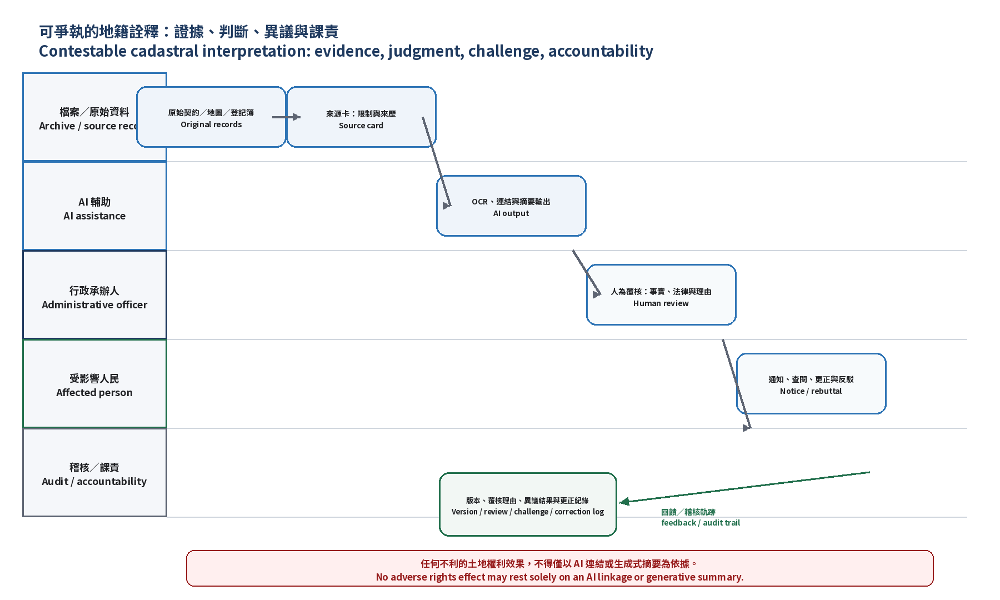 可爭執的地籍詮釋：證據、判斷、異議與課責
Contestable cadastral interpretation: evidence, judgment, challenge, accountability
檔案／原始資料
Archive / source reco
原始契約／地圖／登記簿
Original records
來源卡：限制與來歷
Source card
AI 輔助
AI assistance
OCR、連結與摘要輸出
AI output
行政承辦人
Administrative officer
人為覆核：事實、法律與理由
Human review
受影響人民
Affected person
通知、查閱、更正與反駁
Notice / rebuttal
稽核／課責
Audit / accountability
版本、覆核理由、異議結果與更正紀錄
Version / review / challenge / correction log
回饋／稽核軌跡
feedback / audit trail
任何不利的土地權利效果，不得僅以 AI 連結或生成式摘要為依據。
No adverse rights effect may rest solely on an AI linkage or generative summary.